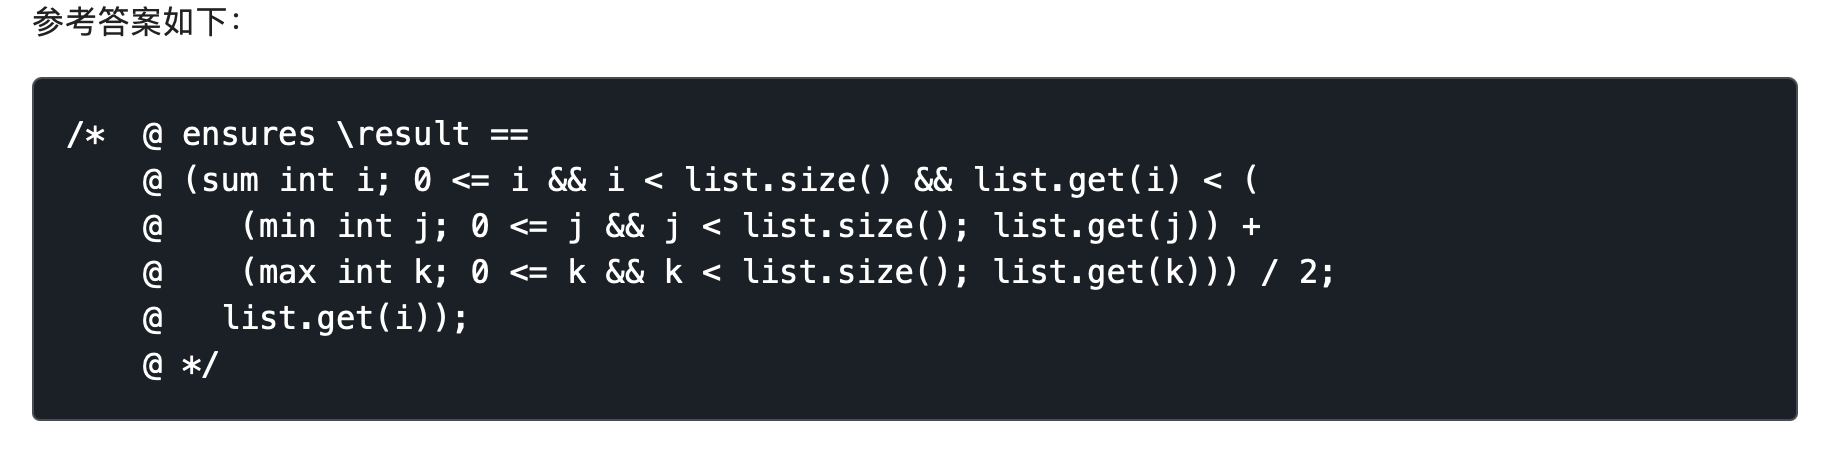 参考答案如下：
/*  @ ensures \result ==
    @ (sum int i; 0 <= i && i < list.size() && list.get(i) < (
    @    (min int j; 0 <= j && j < list.size(); list.get(j)) +
    @    (max int k; 0 <= k && k < list.size(); list.get(k))) / 2;
    @   list.get(i));
    @ */